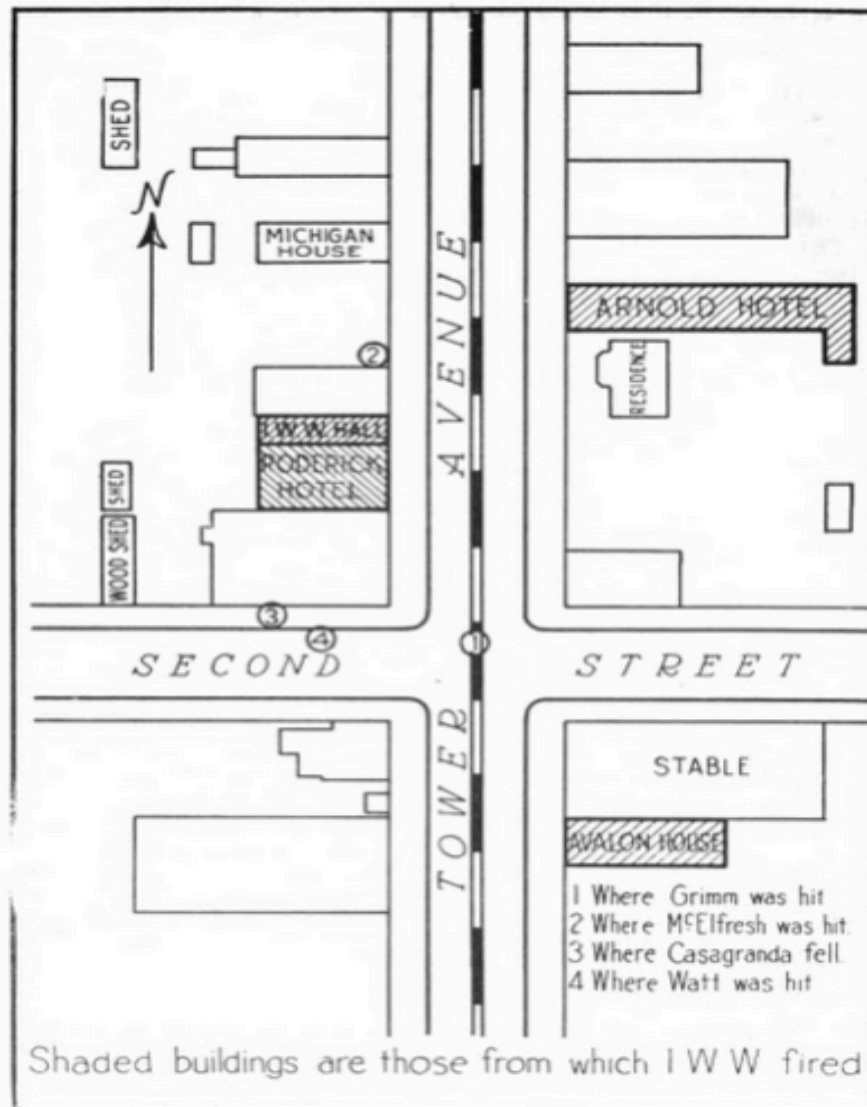 SHED
N
MICHIGAN
HOUSE
ARNOLD HOTEL
2
RESIDENCE
I.W.W. HALL
RODERICK
HOTEL
SHED
WOOD SHED
AVENUE
3
4
1
SECOND
STREET
TOWER
STABLE
AVALON HOUSE
1 Where Grimm was hit
2 Where McElfresh was hit.
3 Where Casagranda fell.
4 Where Watt was hit
Shaded buildings are those from which I W W fired